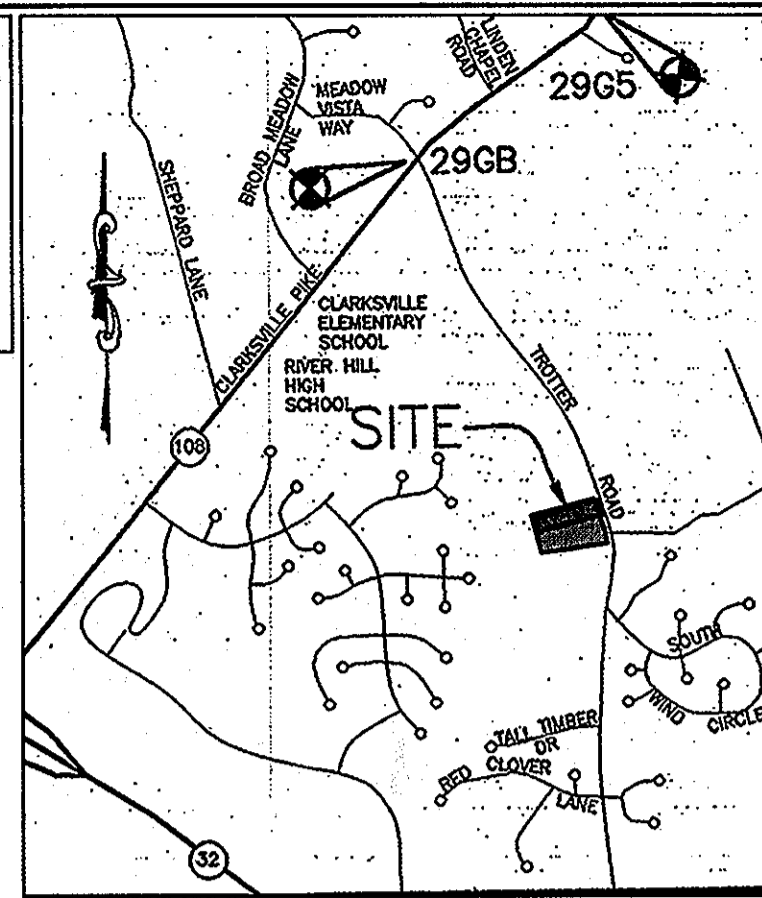 LINDEN
CHAPEL
ROAD
29G5
MEADOW
VISTA
WAY
BROAD MEADOW
LANE
29GB
SHEPPARD LANE
CLARKSVILLE PIKE
CLARKSVILLE
ELEMENTARY
SCHOOL
RIVER HILL
HIGH
SCHOOL
TROTTER
ROAD
SITE
108
SOUTH
WIND
CIRCLE
TALL TIMBER
DR
RED CLOVER
LANE
32